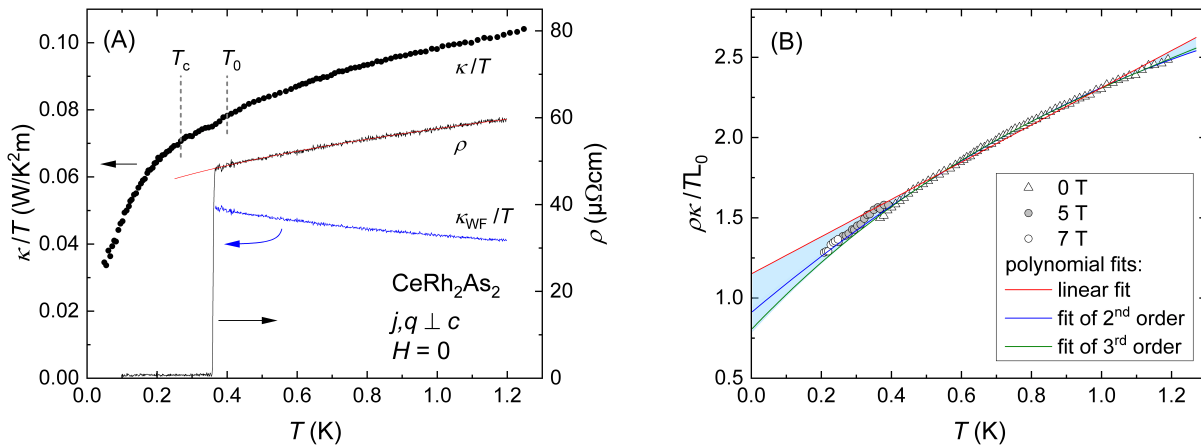 (A)
T_c
T_0
κ/T
ρ
κ_WF/T
CeRh₂As₂
j,q ⊥ c
H = 0
κ/T (W/K²m)
0.10
0.08
0.06
0.04
0.02
0.00
0.0 0.2 0.4 0.6 0.8 1.0 1.2
T (K)
80
60
40
20
0
ρ (μΩcm)
(B)
ρκ/TL₀
2.5
2.0
1.5
1.0
0.5
0.0 0.2 0.4 0.6 0.8 1.0 1.2
T (K)
0 T
5 T
7 T
polynomial fits:
linear fit
fit of 2ⁿᵈ order
fit of 3ʳᵈ order